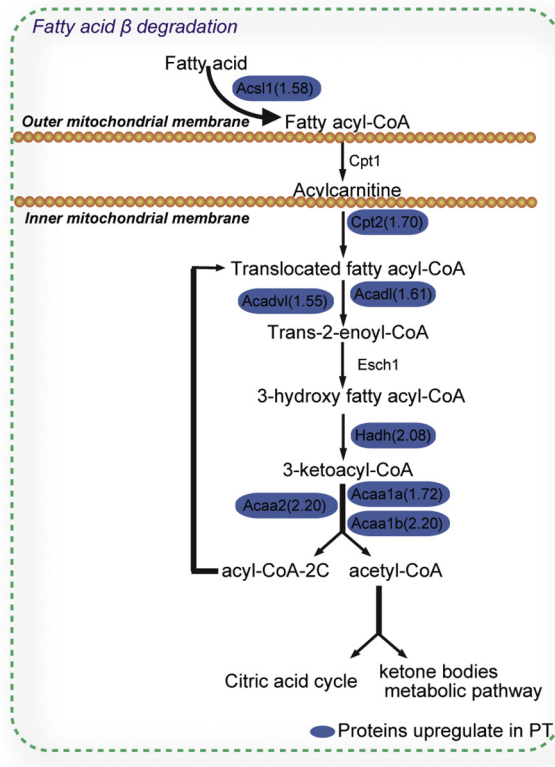 Fatty acid β degradation
Fatty acid
Acsl1(1.58)
Outer mitochondrial membrane
Fatty acyl-CoA
Cpt1
Acylcarnitine
Inner mitochondrial membrane
Cpt2(1.70)
Translocated fatty acyl-CoA
Acadvl(1.55)
Acadl(1.61)
Trans-2-enoyl-CoA
Esch1
3-hydroxy fatty acyl-CoA
Hadh(2.08)
3-ketoacyl-CoA
Acaa2(2.20)
Acaa1a(1.72)
Acaa1b(2.20)
acyl-CoA-2C
acetyl-CoA
Citric acid cycle
ketone bodies
metabolic pathway
Proteins upregulate in PT